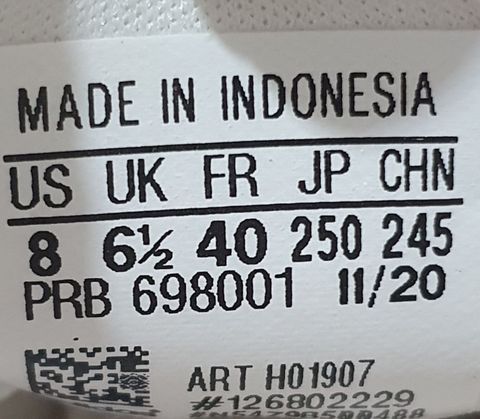 MADE IN INDONESIA
US UK FR JP CHN
8 6½ 40 250 245
PRB 698001 11/20
ART H01907
#126802229